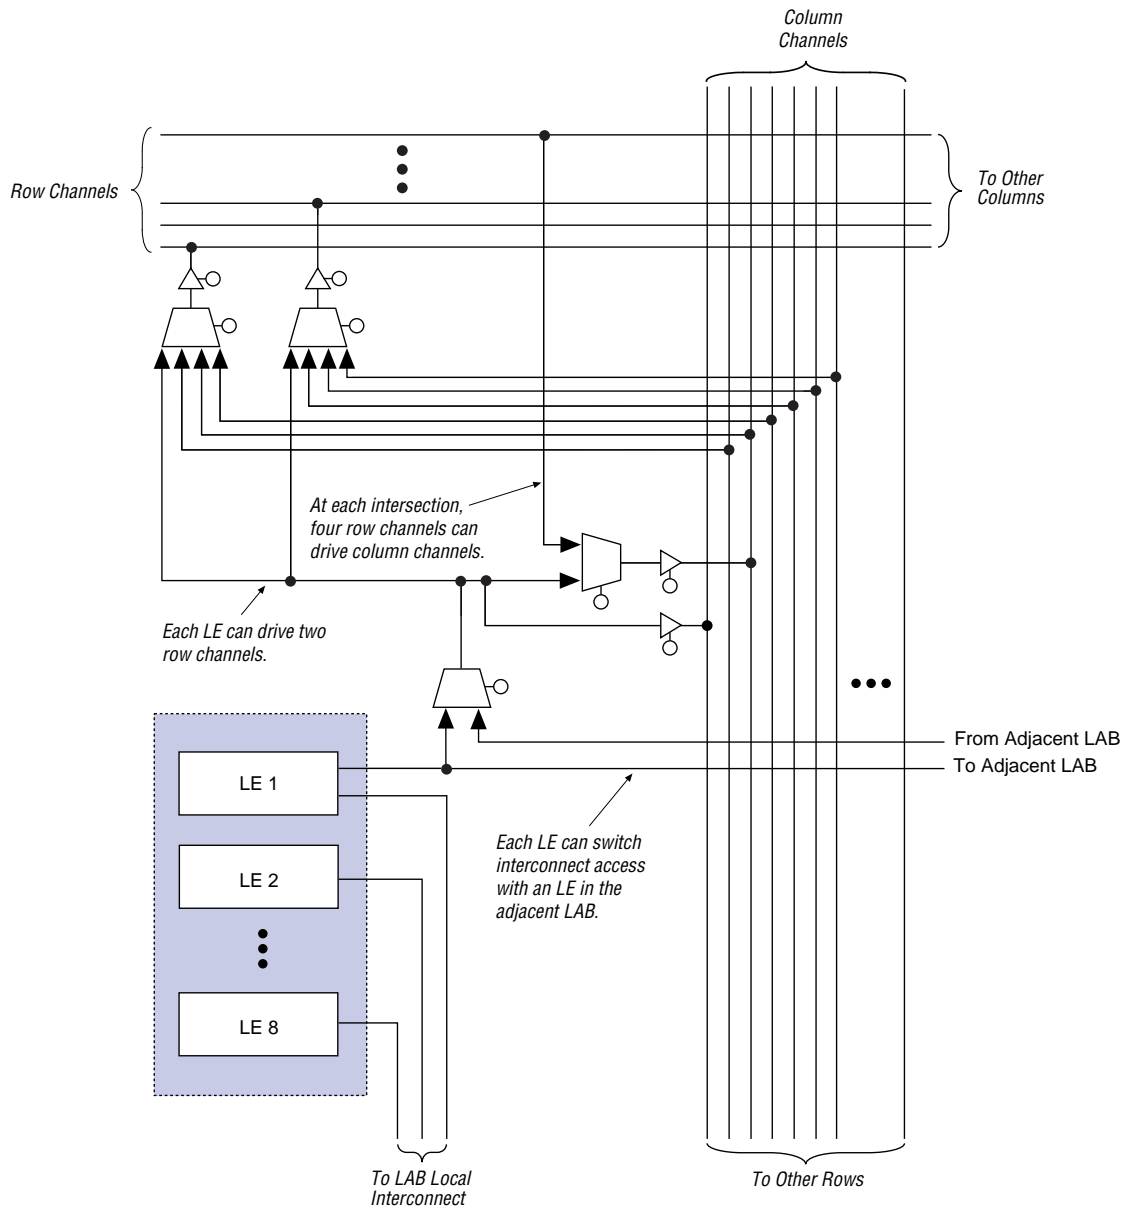 Column
Channels
Row Channels
To Other
Columns
At each intersection,
four row channels can
drive column channels.
Each LE can drive two
row channels.
From Adjacent LAB
To Adjacent LAB
LE 1
Each LE can switch
interconnect access
with an LE in the
adjacent LAB.
LE 2
LE 8
To LAB Local
Interconnect
To Other Rows